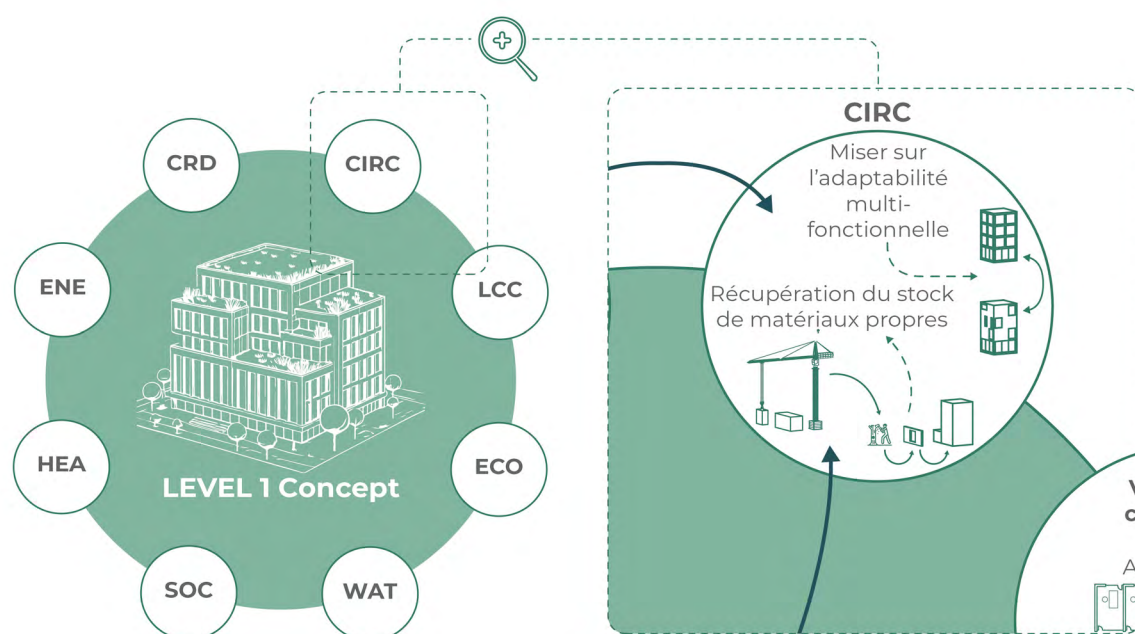 CRD
CIRC
ENE
LCC
HEA
ECO
LEVEL 1 Concept
SOC
WAT
CIRC
Miser sur
l'adaptabilité
multi-
fonctionnelle
Récupération du stock
de matériaux propres